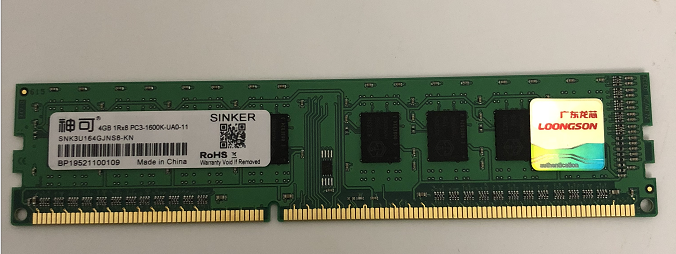 神可® SINKER
4GB 1Rx8 PC3-1600K-UA0-11
SNK3U164GJNS8-KN
RoHS
BP19521100109 Made in China Warranty Void If Removed
广东龙芯
LOONGSON
authentication